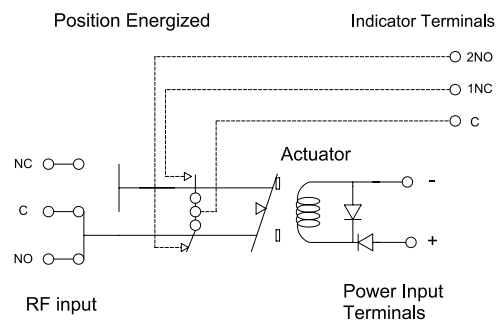 Position Energized
Indicator Terminals
2NO
1NC
C
Actuator
NC
C
NO
-
+
RF input
Power Input
Terminals